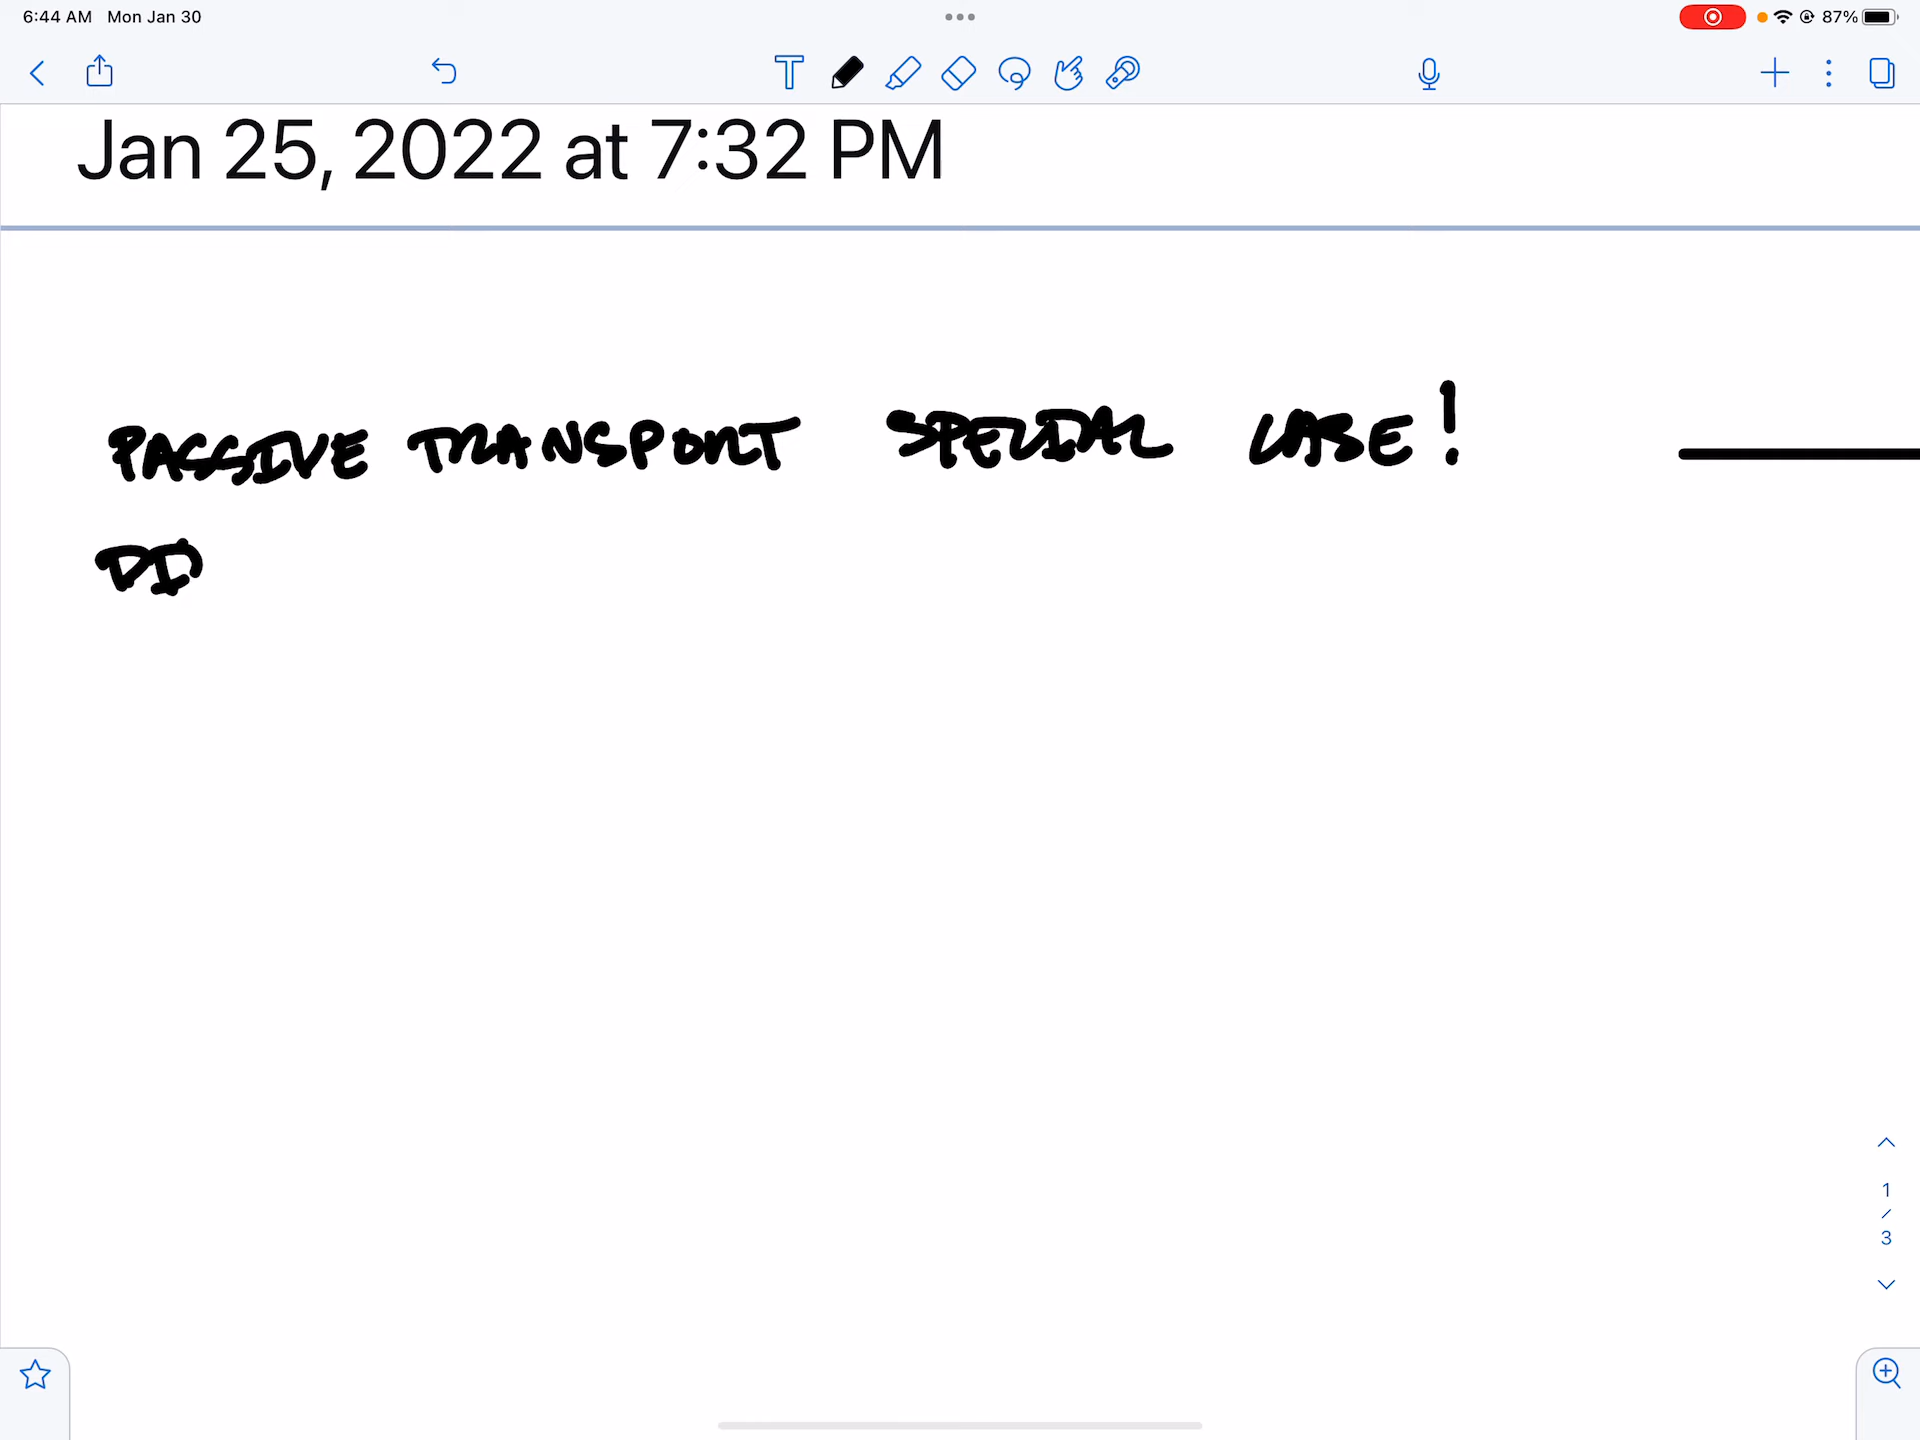 6:44 AM Mon Jan 30
87%
Jan 25, 2022 at 7:32 PM
PASSIVE TRANSPORT SPECIAL CASE!
DI
1
/
3